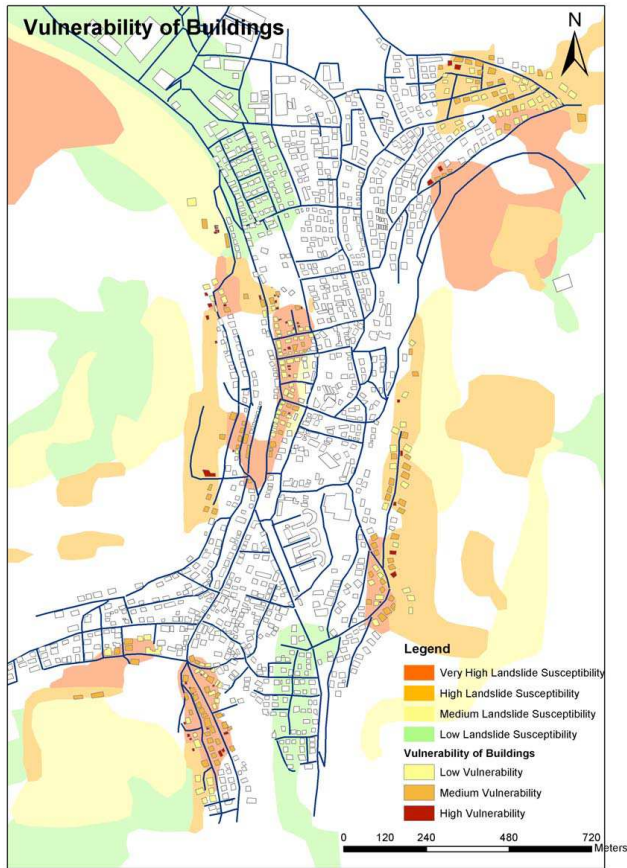 Vulnerability of Buildings
N
Legend
Very High Landslide Susceptibility
High Landslide Susceptibility
Medium Landslide Susceptibility
Low Landslide Susceptibility
Vulnerability of Buildings
Low Vulnerability
Medium Vulnerability
High Vulnerability
0 120 240 480 720
Meters